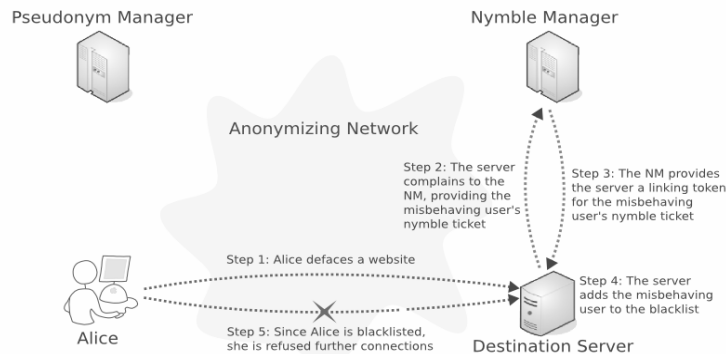 Pseudonym Manager
Nymble Manager
Anonymizing Network
Step 2: The server
complains to the
NM, providing the
misbehaving user's
nymble ticket
Step 3: The NM provides
the server a linking token
for the misbehaving
user's nymble ticket
Step 1: Alice defaces a website
Step 4: The server
adds the misbehaving
user to the blacklist
Alice
Step 5: Since Alice is blacklisted,
she is refused further connections
Destination Server